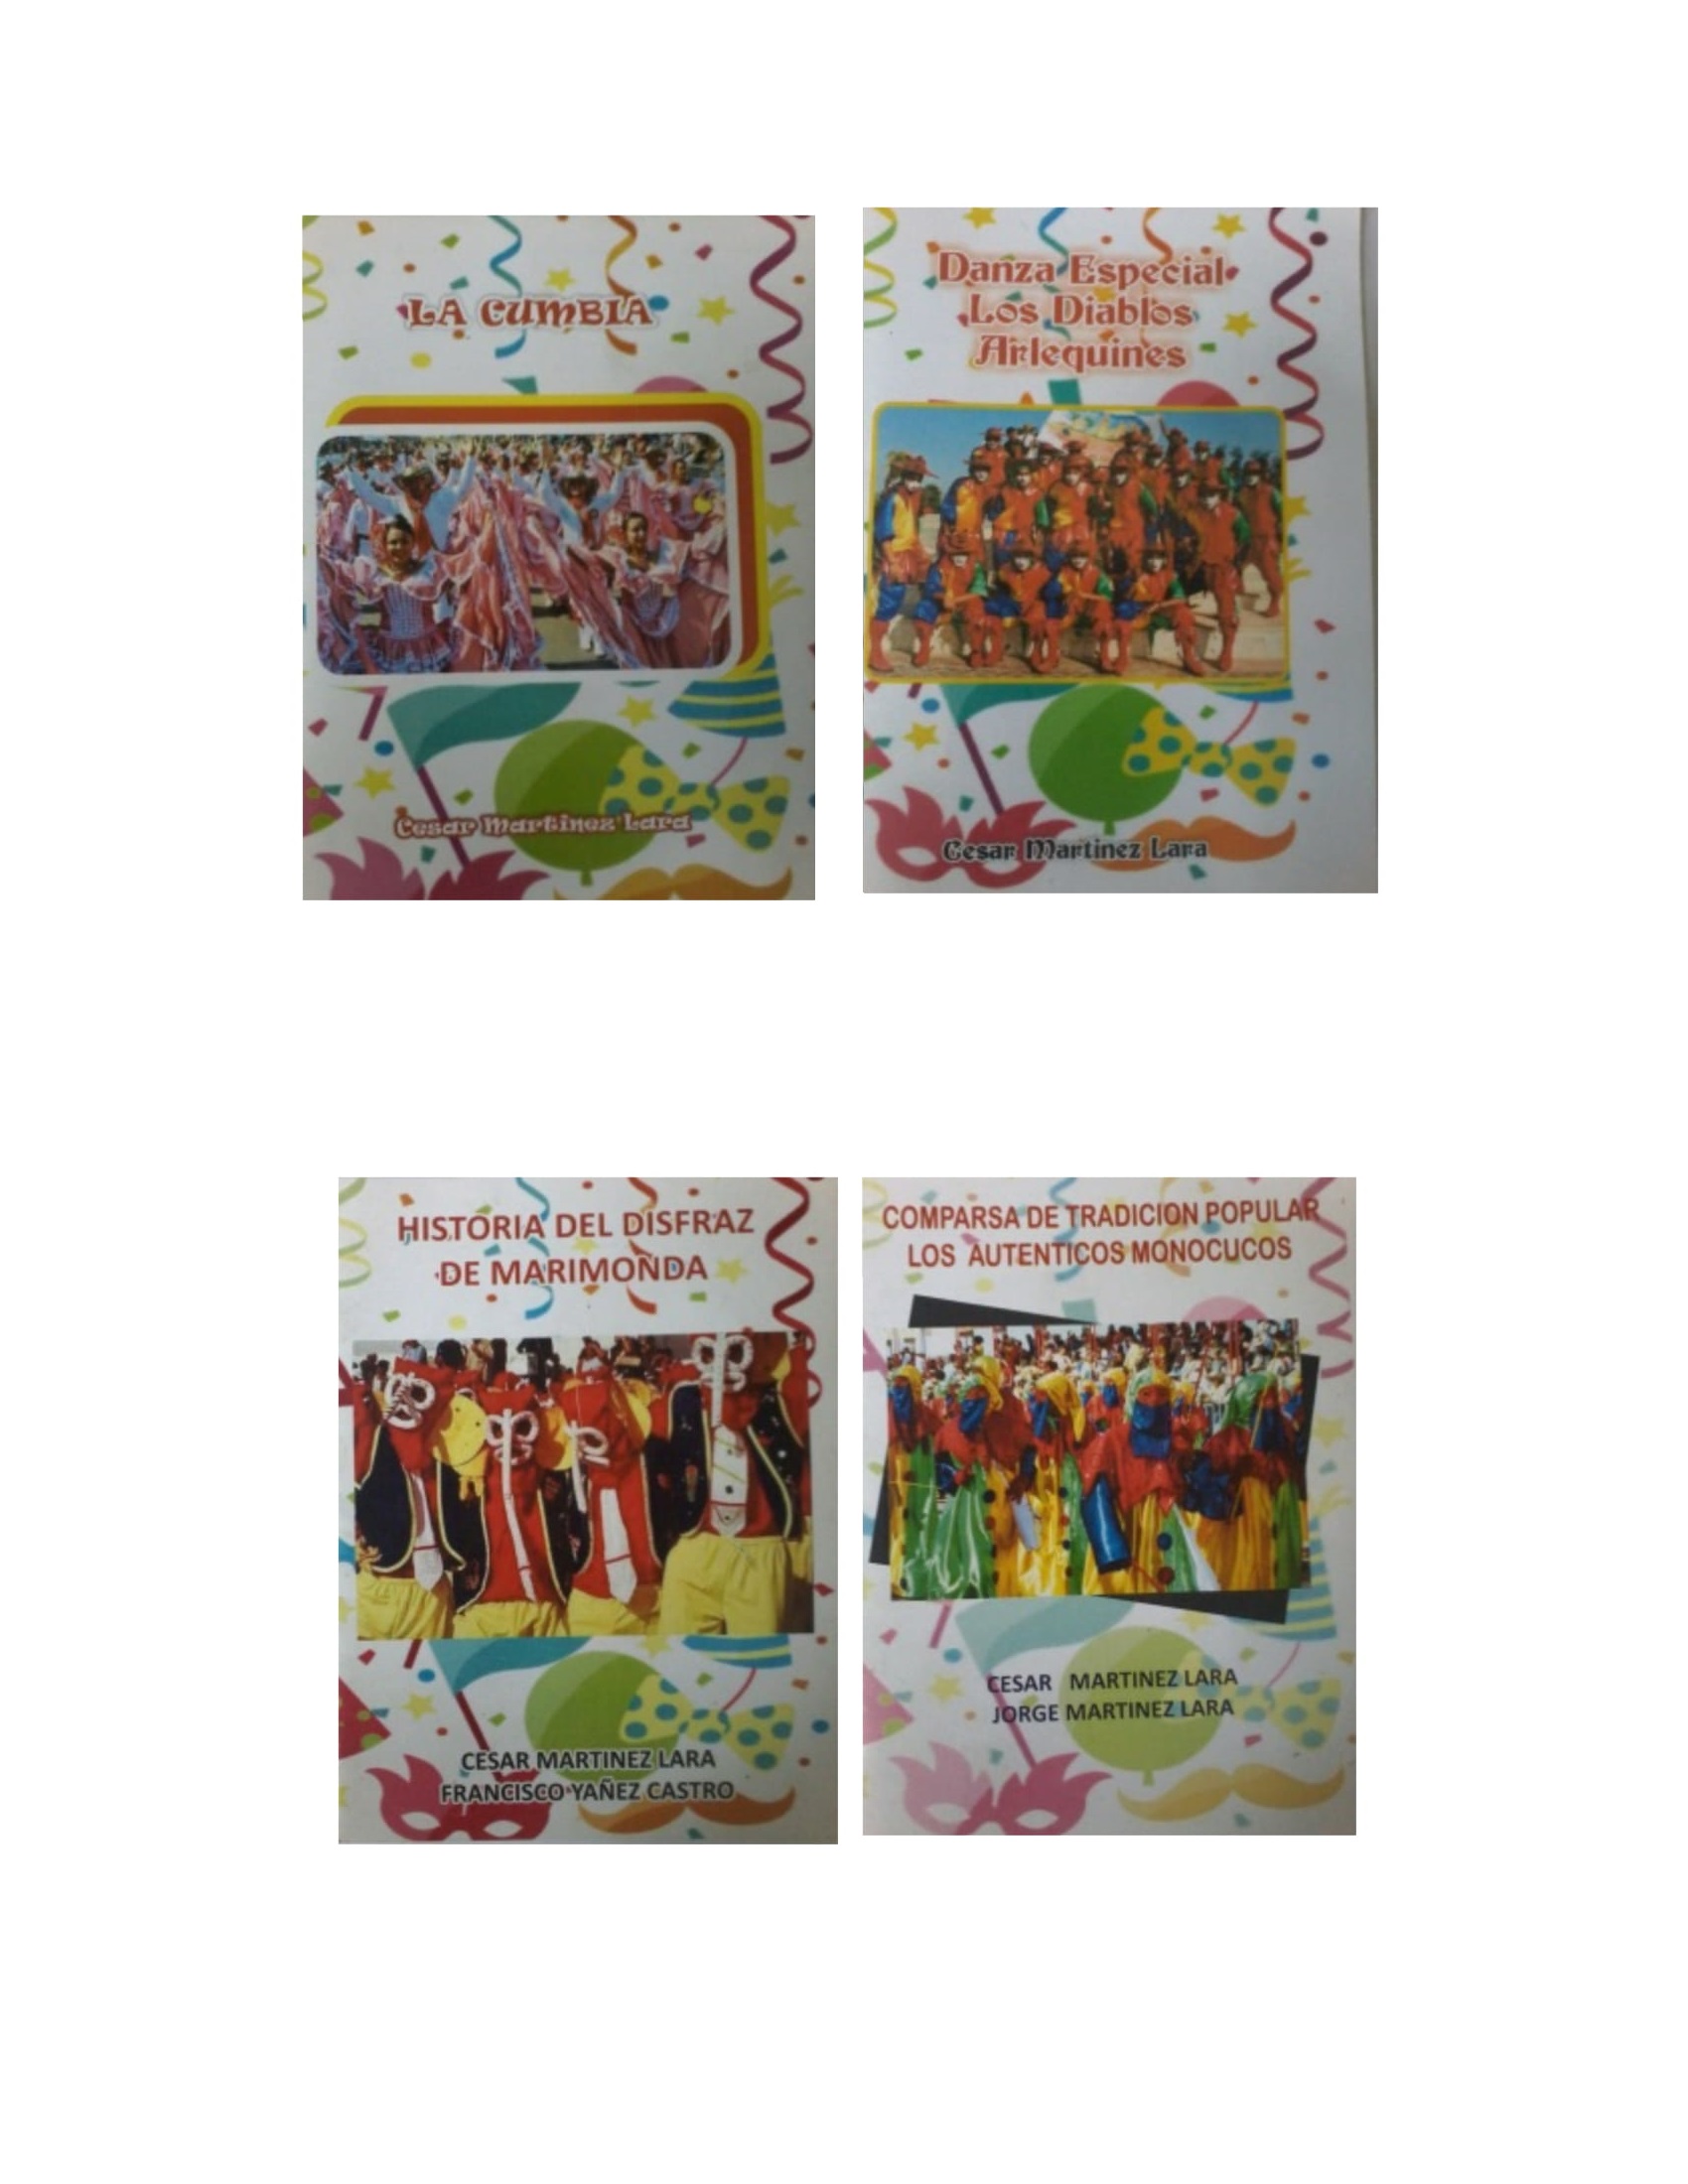 LA CUMBIA
Cesar Martinez Lara
Danza Especial
Los Diablos
Arlequines
Cesar Martinez Lara
HISTORIA DEL DISFRAZ
DE MARIMONDA
CESAR MARTINEZ LARA
FRANCISCO YAÑEZ CASTRO
COMPARSA DE TRADICION POPULAR
LOS AUTENTICOS MONOCUCOS
CESAR MARTINEZ LARA
JORGE MARTINEZ LARA